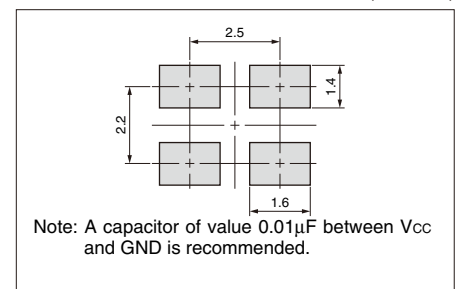 2.5
1.4
2.2
1.6
Note: A capacitor of value 0.01μF between Vcc
and GND is recommended.